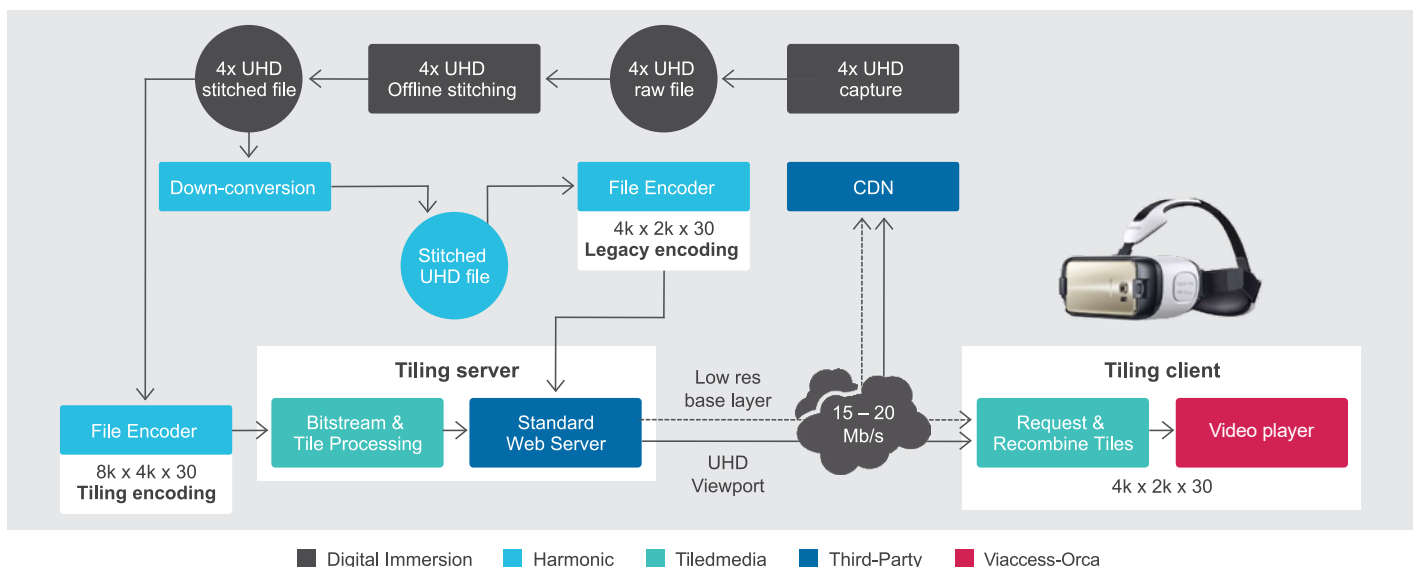 4x UHD
stitched file
4x UHD
Offline stitching
4x UHD
raw file
4x UHD
capture
Down-conversion
File Encoder
CDN
4k x 2k x 30
Legacy encoding
Stitched
UHD file
Tiling server
Low res
base layer
Tiling client
File Encoder
Bitstream &
Tile Processing
Standard
Web Server
15 – 20
Mb/s
Request &
Recombine Tiles
Video player
8k x 4k x 30
Tiling encoding
UHD
Viewport
4k x 2k x 30
Digital Immersion
Harmonic
Tiledmedia
Third-Party
Viaccess-Orca